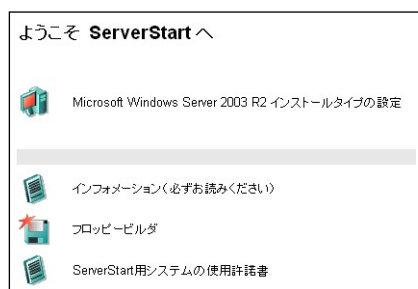 ようこそ ServerStart へ
Microsoft Windows Server 2003 R2 インストールタイプの設定
インフォメーション(必ずお読みください)
フロッピービルダ
ServerStart用システムの使用許諾書